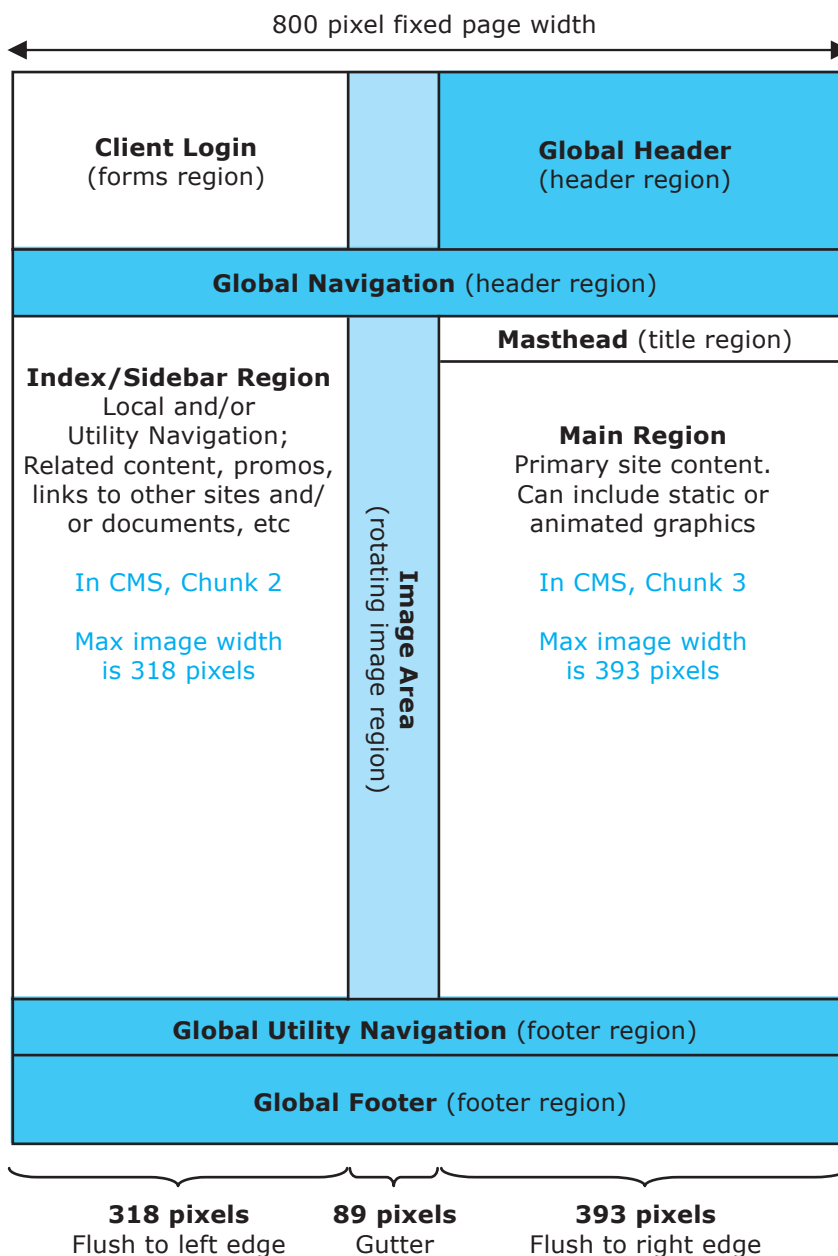 800 pixel fixed page width
Client Login
(forms region)
Global Header
(header region)
Global Navigation (header region)
Masthead (title region)
Index/Sidebar Region
Local and/or
Utility Navigation;
Related content, promos,
links to other sites and/
or documents, etc
In CMS, Chunk 2
Max image width
is 318 pixels
Image Area
(rotating image region)
Main Region
Primary site content.
Can include static or
animated graphics
In CMS, Chunk 3
Max image width
is 393 pixels
Global Utility Navigation (footer region)
Global Footer (footer region)
318 pixels
Flush to left edge
89 pixels
Gutter
393 pixels
Flush to right edge